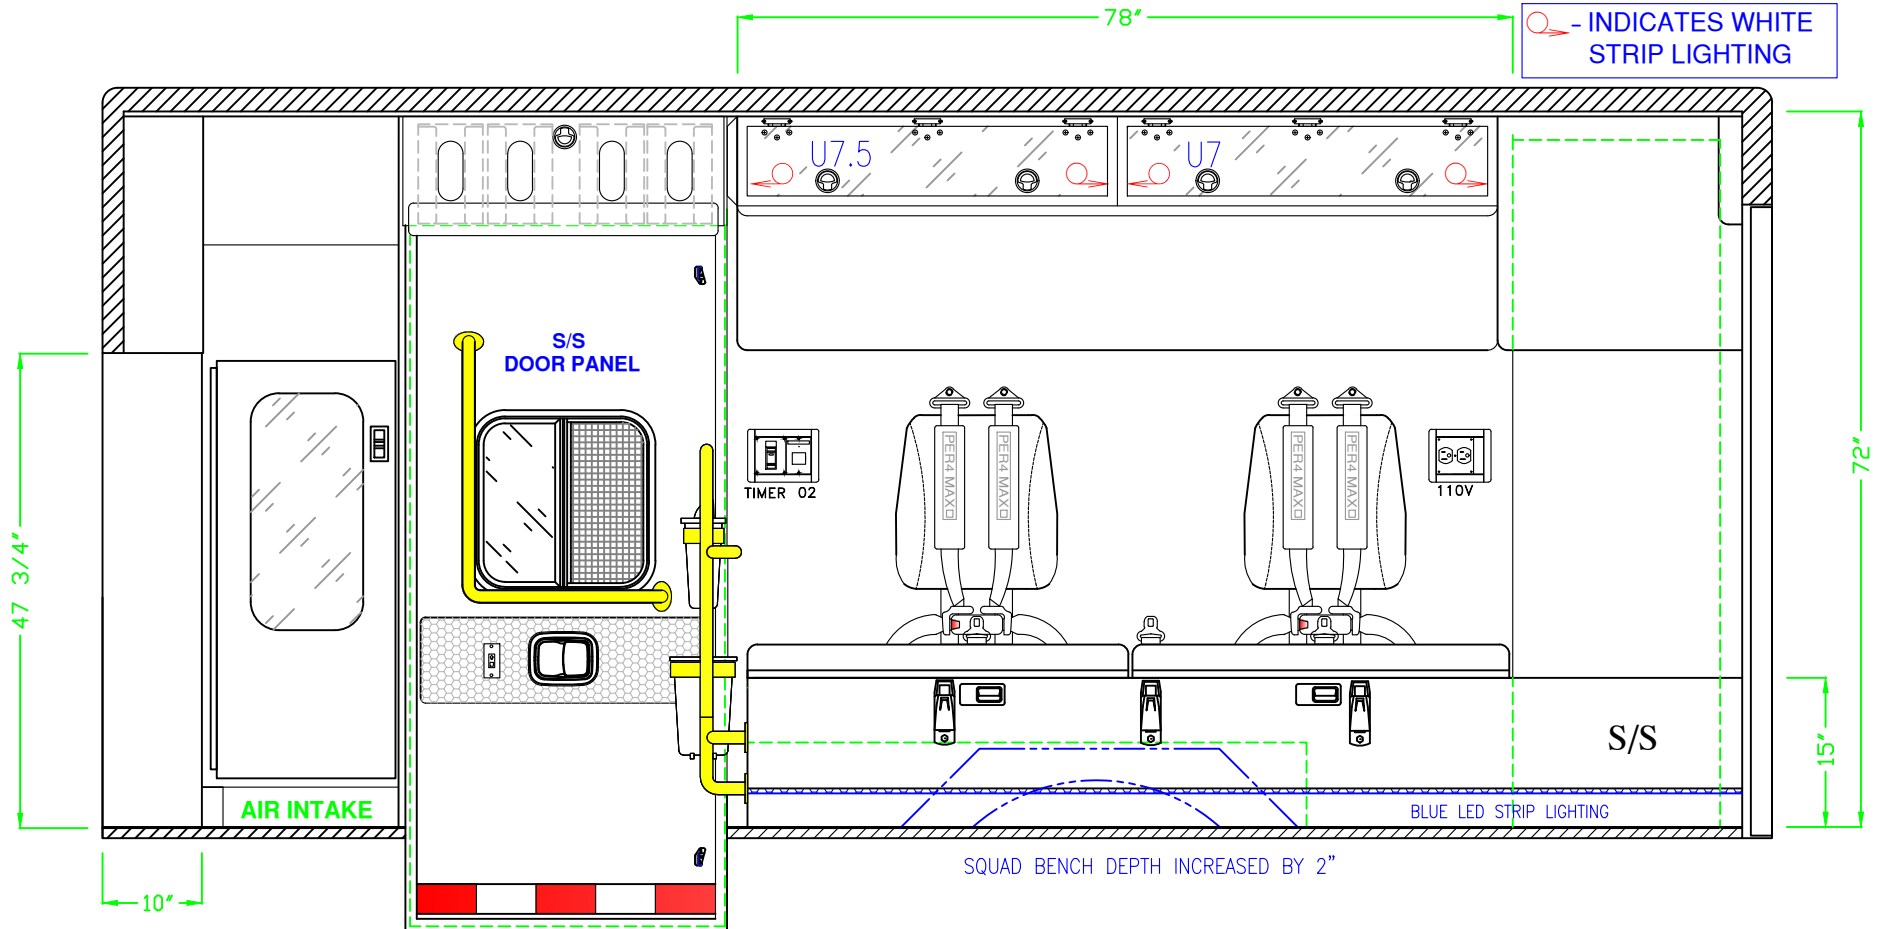 78"
- INDICATES WHITE
STRIP LIGHTING
U7.5
U7
S/S
DOOR PANEL
PER4 MAX
PER4 MAX
PER4 MAX
PER4 MAX
TIMER 02
110V
72"
47 3/4"
S/S
15"
AIR INTAKE
BLUE LED STRIP LIGHTING
SQUAD BENCH DEPTH INCREASED BY 2"
10"